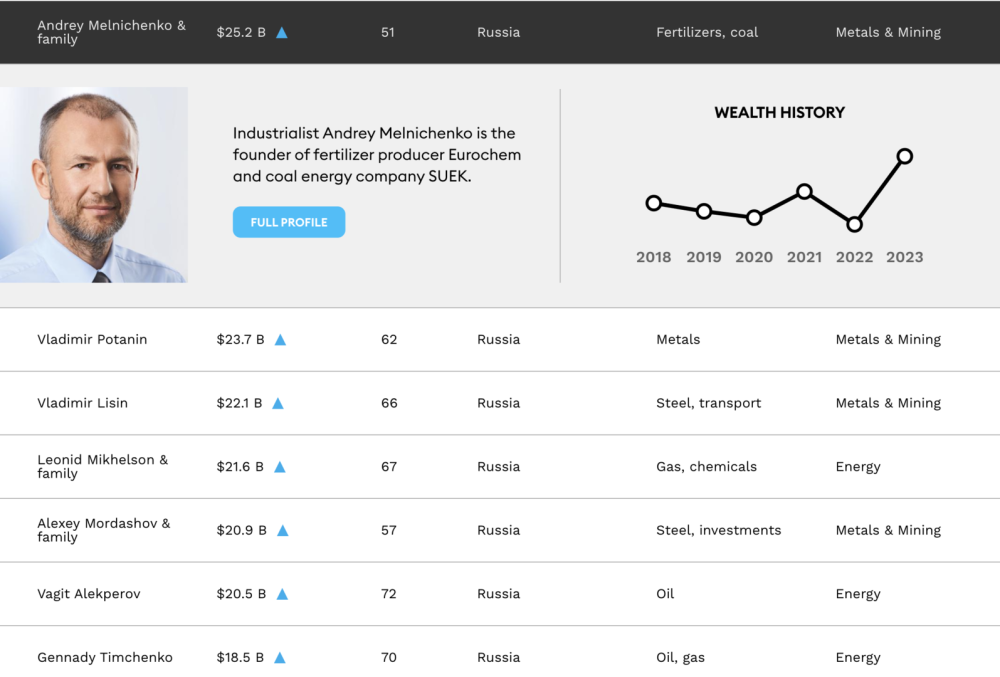 Andrey Melnichenko &
family
$25.2 B
51
Russia
Fertilizers, coal
Metals & Mining
Industrialist Andrey Melnichenko is the
founder of fertilizer producer Eurochem
and coal energy company SUEK.
FULL PROFILE
WEALTH HISTORY
2018 2019 2020 2021 2022 2023
Vladimir Potanin
$23.7 B
62
Russia
Metals
Metals & Mining
Vladimir Lisin
$22.1 B
66
Russia
Steel, transport
Metals & Mining
Leonid Mikhelson &
family
$21.6 B
67
Russia
Gas, chemicals
Energy
Alexey Mordashov &
family
$20.9 B
57
Russia
Steel, investments
Metals & Mining
Vagit Alekperov
$20.5 B
72
Russia
Oil
Energy
Gennady Timchenko
$18.5 B
70
Russia
Oil, gas
Energy